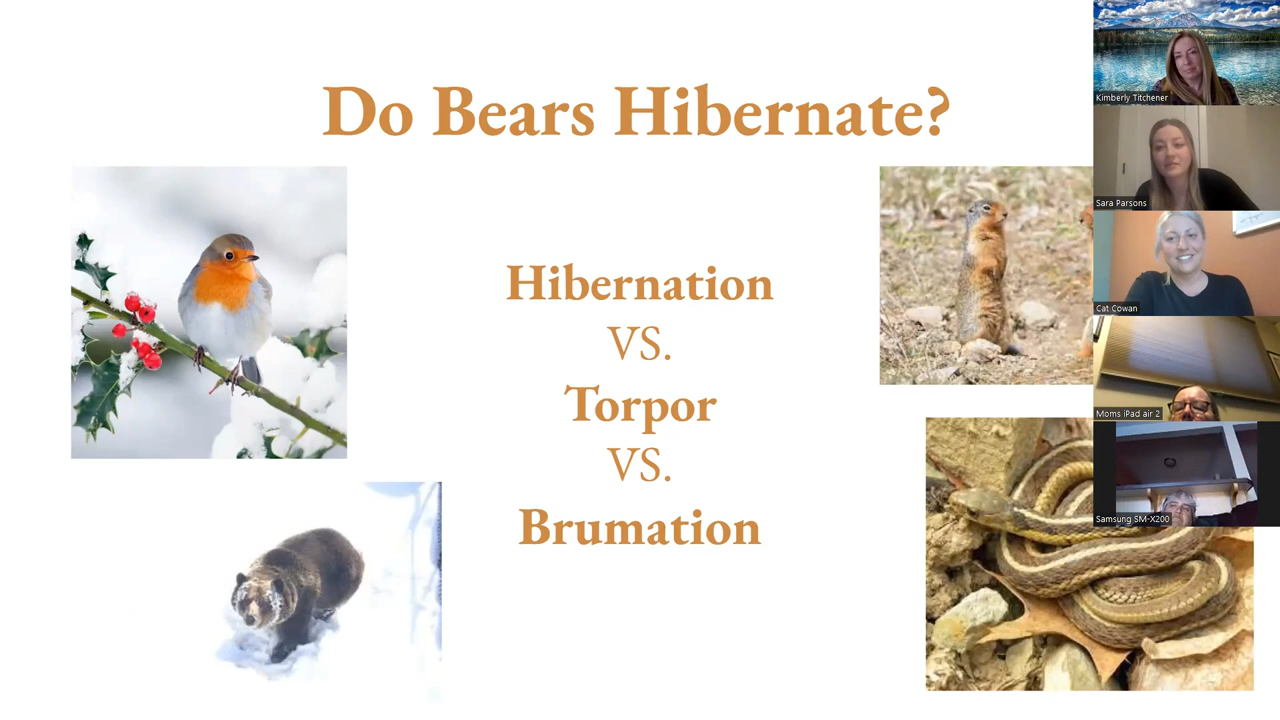 Do Bears Hibernate?
Hibernation
VS.
Torpor
VS.
Brumation
Kimberly Titchener
Sara Parsons
Cat Cowan
Moms iPad air 2
Samsung SM-X200